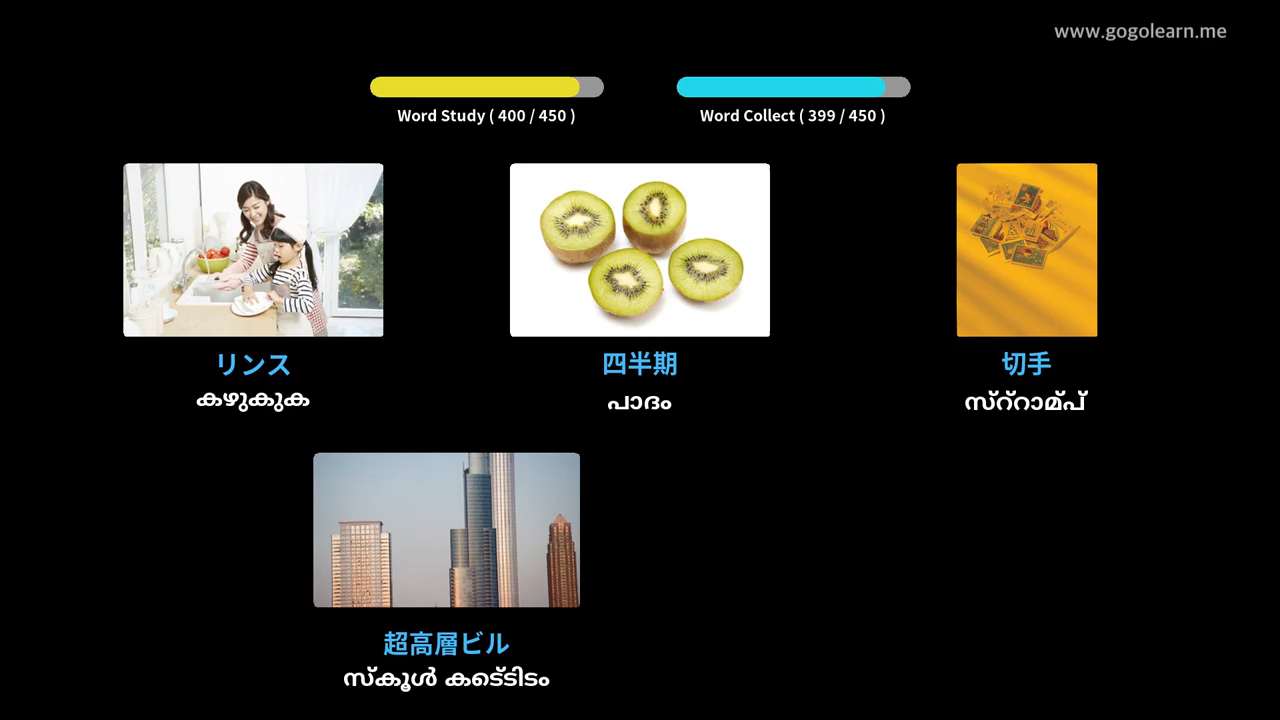 www.gogolearn.me
Word Study ( 400 / 450 )
Word Collect ( 399 / 450 )
リンス
കഴുകുക
四半期
പാദം
切手
സ്റ്റാമ്പ്
超高層ビル
സ്കൂൾ കെട്ടിടം